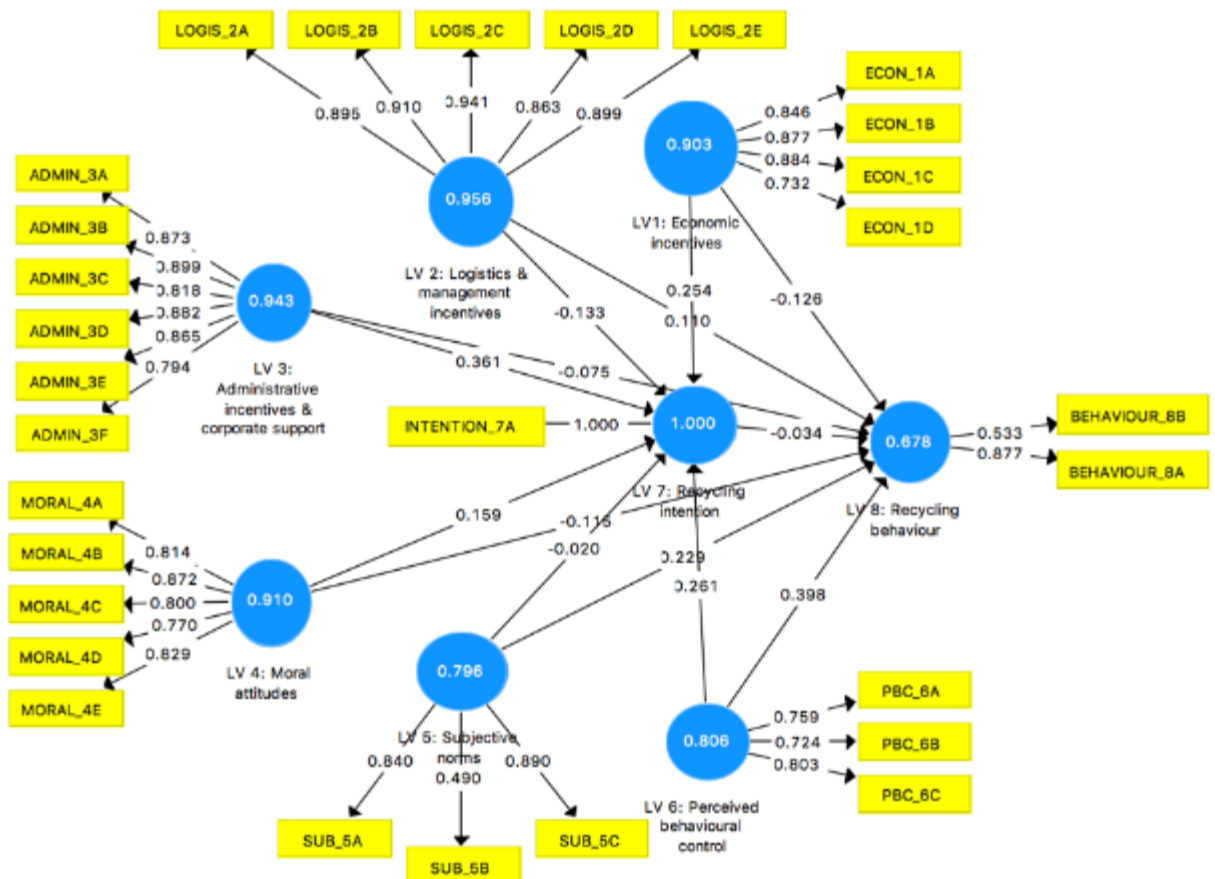 LOGIS_2A
LOGIS_2B
LOGIS_2C
LOGIS_2D
LOGIS_2E
0.895
0.910
0.941
0.863
0.899
ECON_1A
ECON_1B
ECON_1C
ECON_1D
0.846
0.877
0.884
0.732
0.903
LV1: Economic
incentives
0.956
LV 2: Logistics &
management
incentives
ADMIN_3A
ADMIN_3B
ADMIN_3C
ADMIN_3D
ADMIN_3E
ADMIN_3F
0.873
0.899
0.818
0.882
0.865
0.794
0.943
LV 3:
Administrative
incentives &
corporate support
0.254
-0.126
-0.133
0.110
0.361
-0.075
INTENTION_7A
1.000
1.000
-0.034
LV 7: Recycling
intention
0.678
LV 8: Recycling
behaviour
0.533
0.877
BEHAVIOUR_8B
BEHAVIOUR_8A
MORAL_4A
MORAL_4B
MORAL_4C
MORAL_4D
MORAL_4E
0.814
0.872
0.800
0.770
0.829
0.910
LV 4: Moral
attitudes
0.159
-0.115
-0.020
0.229
0.261
0.398
0.796
LV 5: Subjective
norms
0.840
0.490
0.890
SUB_5A
SUB_5B
SUB_5C
0.806
LV 6: Perceived
behavioural
control
0.759
0.724
0.803
PBC_6A
PBC_6B
PBC_6C